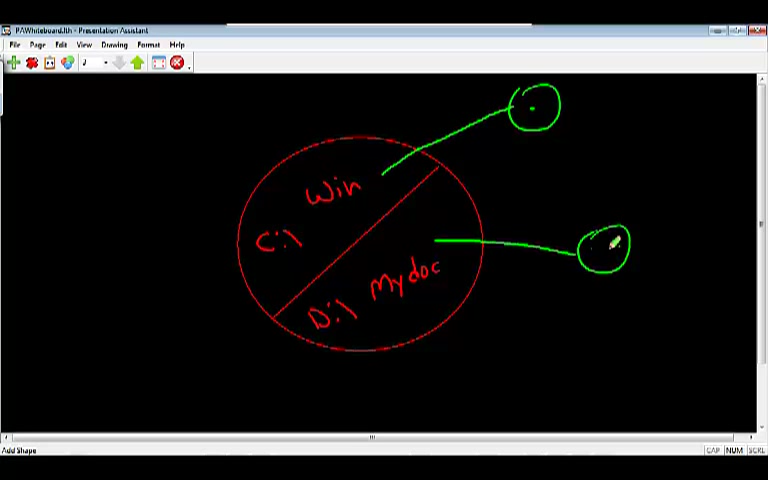 PAWhiteboard.lth - Presentation Assistant
File Page Edit View Drawing Format Help
Win
C:\
D:\ Mydoc
Add Shape
CAP NUM SCRL